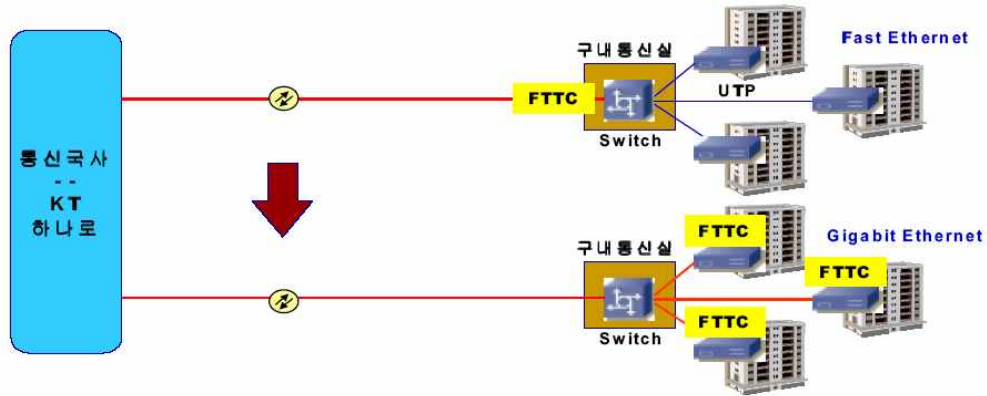 통신국사
--
KT
하나로
구내통신실
FTTC
Switch
UTP
Fast Ethernet
구내통신실
Switch
FTTC
FTTC
FTTC
Gigabit Ethernet